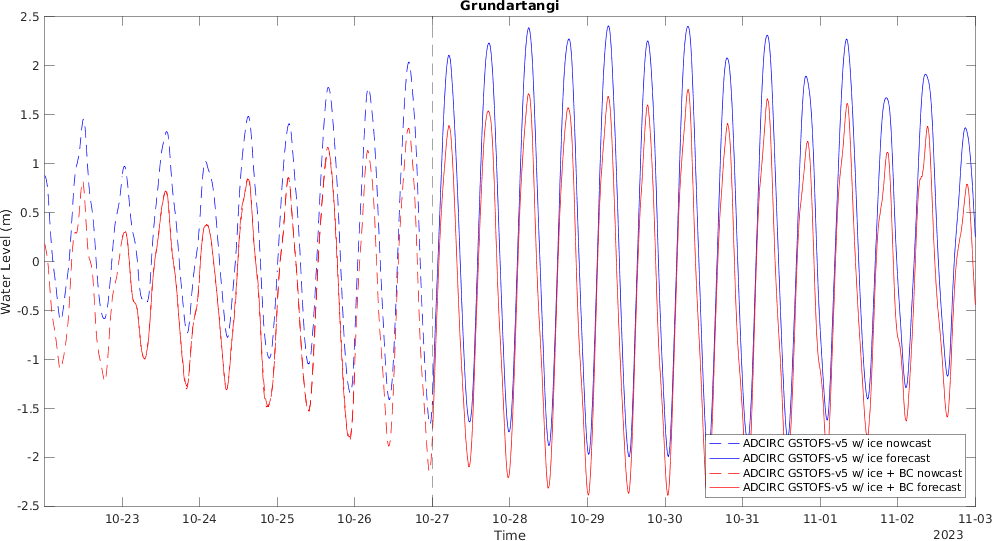 Grundartangi
2.5
2
1.5
1
0.5
0
-0.5
-1
-1.5
-2
-2.5
Water Level (m)
10-23 10-24 10-25 10-26 10-27 10-28 10-29 10-30 10-31 11-01 11-02 11-03
Time
2023
ADCIRC GSTOFS-v5 w/ ice nowcast
ADCIRC GSTOFS-v5 w/ ice forecast
ADCIRC GSTOFS-v5 w/ ice + BC nowcast
ADCIRC GSTOFS-v5 w/ ice + BC forecast